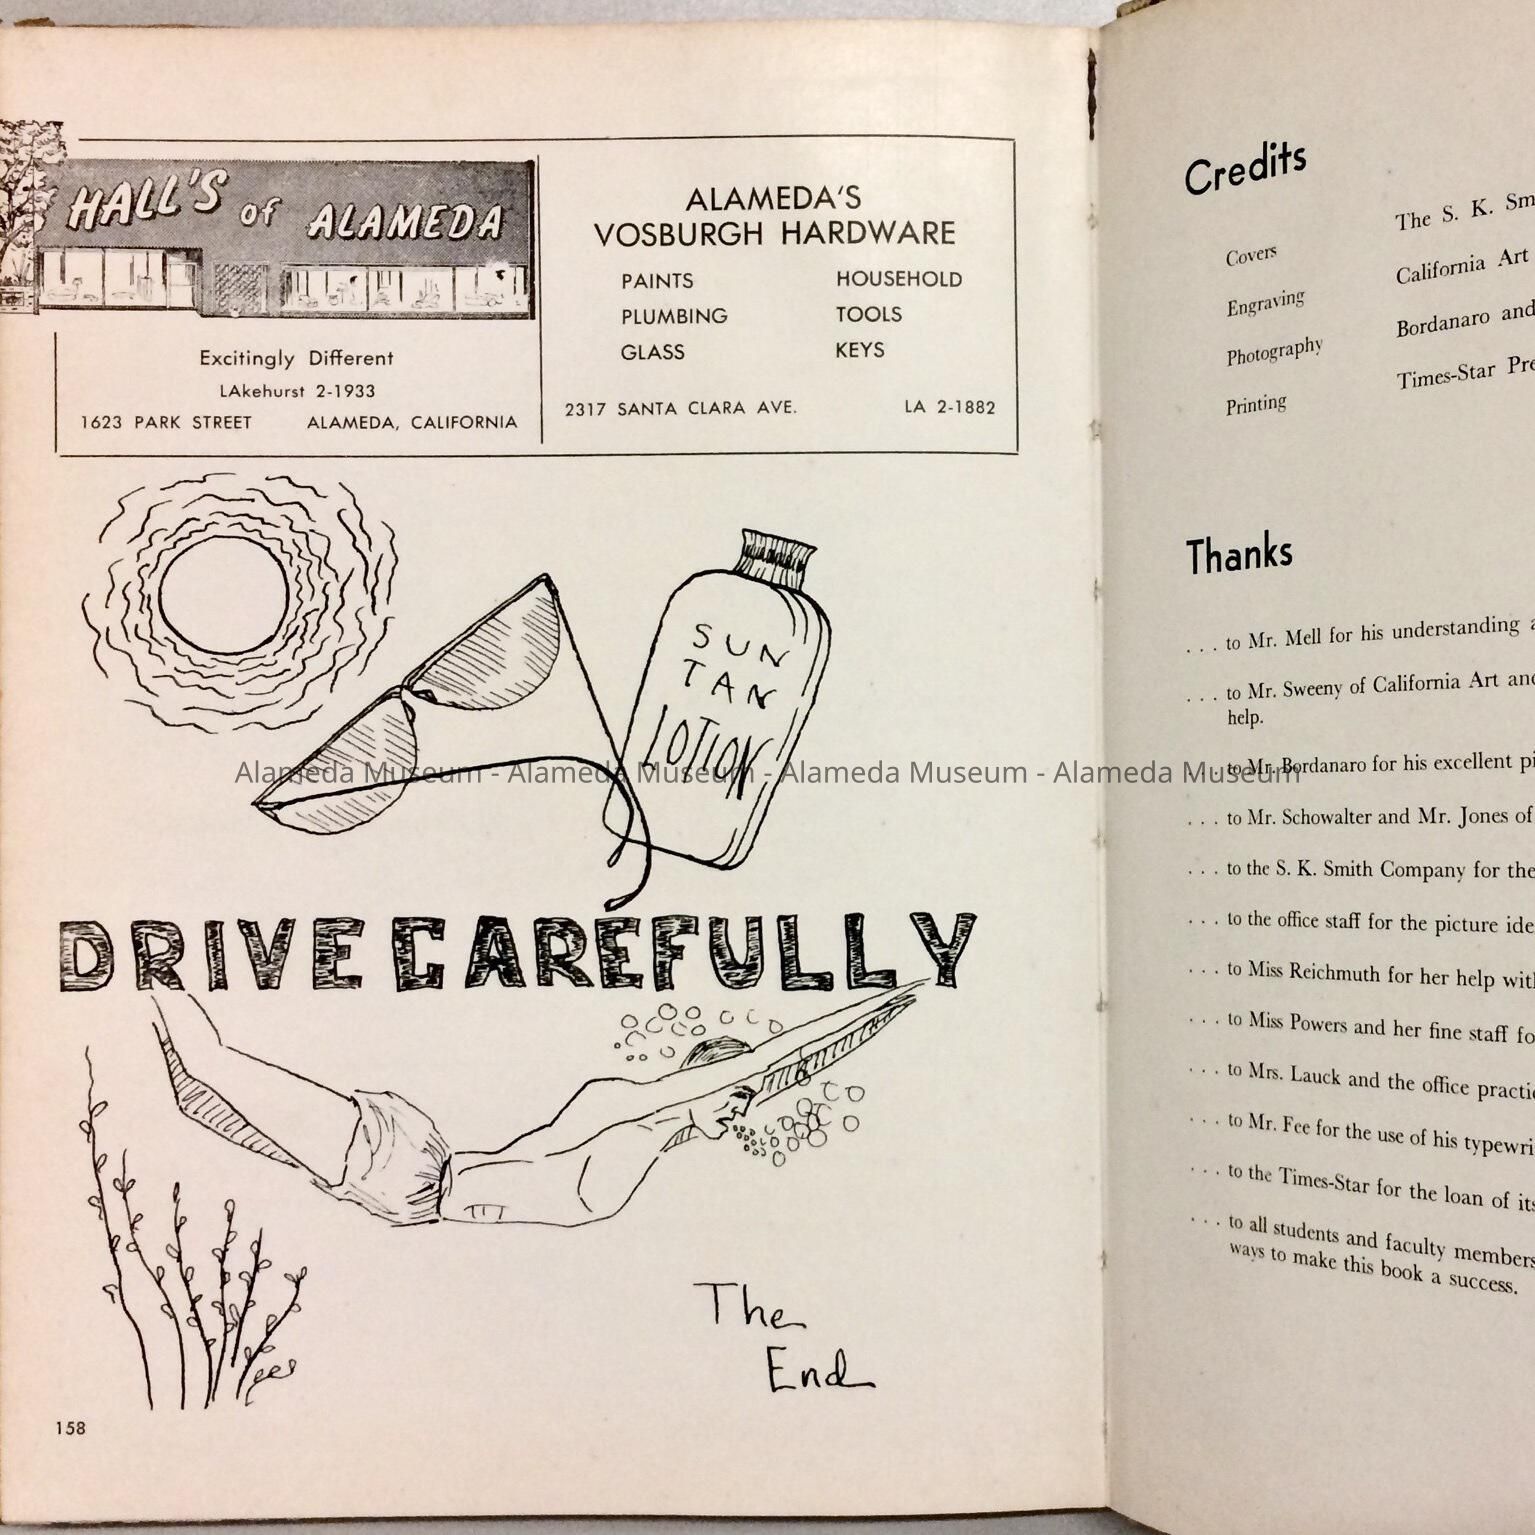 HALL'S of ALAMEDA
Excitingly Different
LAkehurst 2-1933
1623 PARK STREET ALAMEDA, CALIFORNIA
ALAMEDA'S
VOSBURGH HARDWARE
PAINTS HOUSEHOLD
PLUMBING TOOLS
GLASS KEYS
2317 SANTA CLARA AVE. LA 2-1882
SUN
TAN
LOTION
Alameda Museum - Alameda Museum - Alameda Museum - Alameda Museum
DRIVE CAREFULLY
The
End
158
Credits
Covers The S. K.
Engraving California Art
Photography Bordanaro and
Printing Times-Star
Thanks
. . . to Mr. Mell for his understanding
. . . to Mr. Sweeny of California Art
help.
. . . to Mr. Bordanaro for his excellent
. . . to Mr. Schowalter and Mr. Jones of
. . . to the S. K. Smith Company for the
. . . to the office staff for the picture
. . . to Miss Reichmuth for her help
. . . to Miss Powers and her fine staff
. . . to Mrs. Lauck and the office
. . . to Mr. Fee for the use of his
. . . to the Times-Star for the loan of
. . . to all students and faculty
ways to make this book a success.